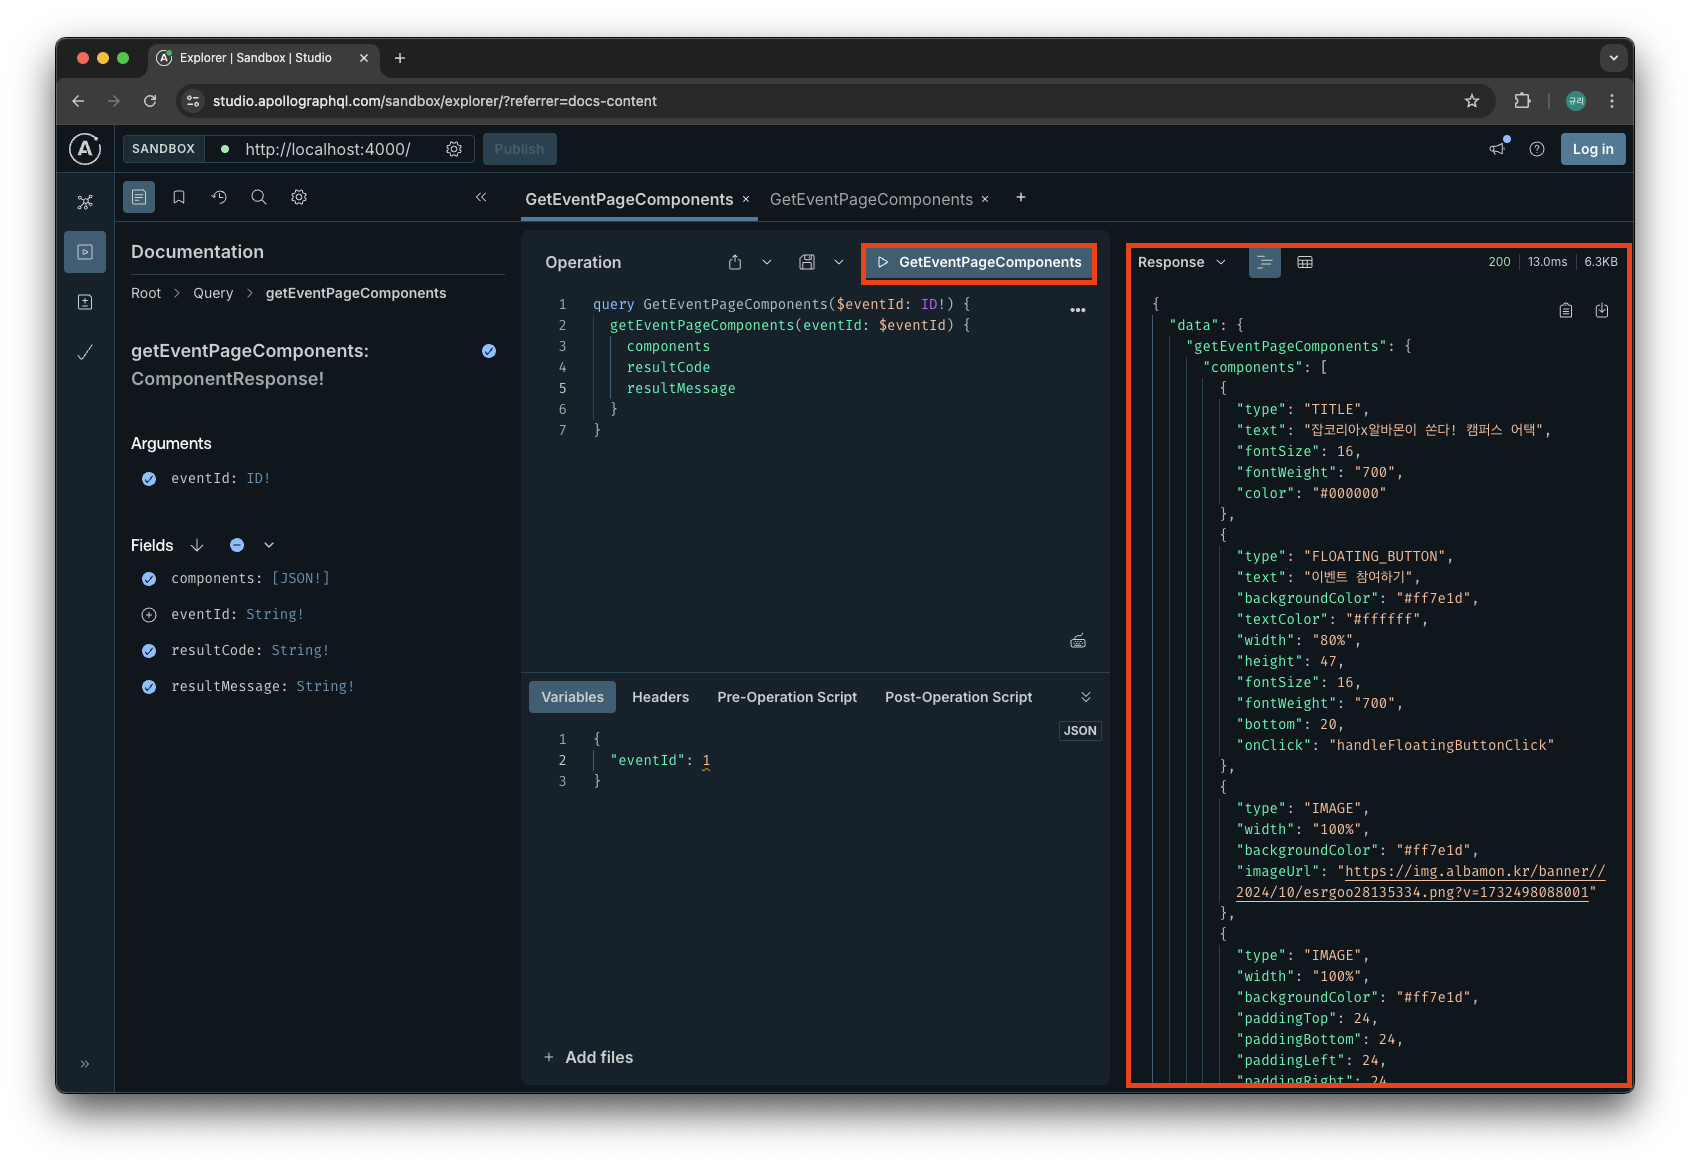 Explorer | Sandbox | Studio
studio.apollographql.com/sandbox/explorer/?referrer=docs-content
규리
SANDBOX
http://localhost:4000/
Publish
Log in
GetEventPageComponents
GetEventPageComponents
Documentation
Root > Query > getEventPageComponents
getEventPageComponents:
ComponentResponse!
Arguments
eventId: ID!
Fields
components: [JSON!]
eventId: String!
resultCode: String!
resultMessage: String!
Operation
GetEventPageComponents
1 query GetEventPageComponents($eventId: ID!) {
2 getEventPageComponents(eventId: $eventId) {
3 components
4 resultCode
5 resultMessage
6 }
7 }
Variables
Headers
Pre-Operation Script
Post-Operation Script
JSON
1 {
2 "eventId": 1
3 }
+ Add files
Response
200
13.0ms
6.3KB
{
"data": {
"getEventPageComponents": {
"components": [
{
"type": "TITLE",
"text": "잡코리아x알바몬이 쏜다! 캠퍼스 어택",
"fontSize": 16,
"fontWeight": "700",
"color": "#000000"
},
{
"type": "FLOATING_BUTTON",
"text": "이벤트 참여하기",
"backgroundColor": "#ff7e1d",
"textColor": "#ffffff",
"width": "80%",
"height": 47,
"fontSize": 16,
"fontWeight": "700",
"bottom": 20,
"onClick": "handleFloatingButtonClick"
},
{
"type": "IMAGE",
"width": "100%",
"backgroundColor": "#ff7e1d",
"imageUrl": "https://img.albamon.kr/banner//
2024/10/esrgoo28135334.png?v=1732498088001"
},
{
"type": "IMAGE",
"width": "100%",
"backgroundColor": "#ff7e1d",
"paddingTop": 24,
"paddingBottom": 24,
"paddingLeft": 24,
"paddingRight": 24